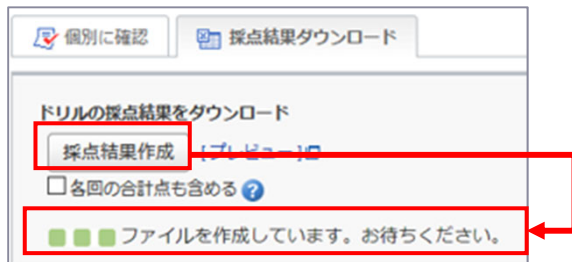 個別に確認 採点結果ダウンロード
ドリルの採点結果をダウンロード
採点結果作成 [プレビュー]
各回の合計点も含める ?
ファイルを作成しています。お待ちください。